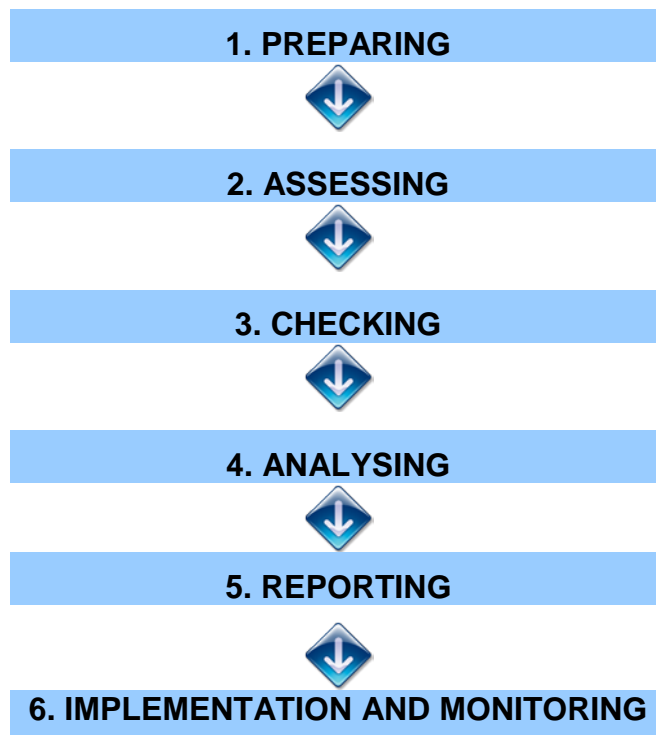 1. PREPARING
2. ASSESSING
3. CHECKING
4. ANALYSING
5. REPORTING
6. IMPLEMENTATION AND MONITORING